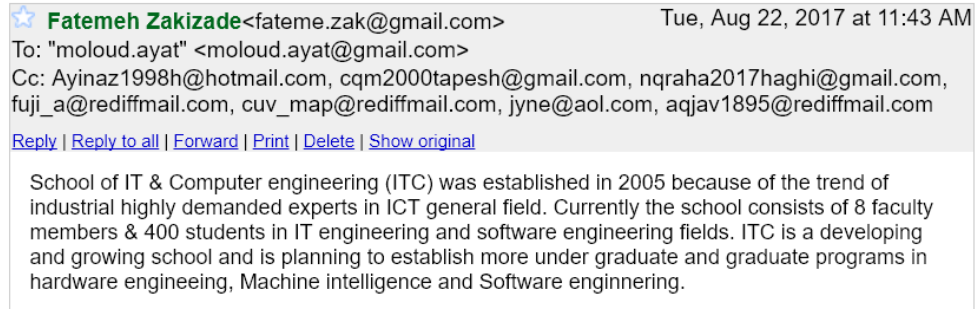 Fatemeh Zakizade<fateme.zak@gmail.com> Tue, Aug 22, 2017 at 11:43 AM
To: "moloud.ayat" <moloud.ayat@gmail.com>
Cc: Ayinaz1998h@hotmail.com, cqm2000tapesh@gmail.com, nqraha2017haghi@gmail.com,
fuji_a@rediffmail.com, cuv_map@rediffmail.com, jyne@aol.com, aqjav1895@rediffmail.com
Reply | Reply to all | Forward | Print | Delete | Show original
School of IT & Computer engineering (ITC) was established in 2005 because of the trend of
industrial highly demanded experts in ICT general field. Currently the school consists of 8 faculty
members & 400 students in IT engineering and software engineering fields. ITC is a developing
and growing school and is planning to establish more under graduate and graduate programs in
hardware engineeing, Machine intelligence and Software enginnering.